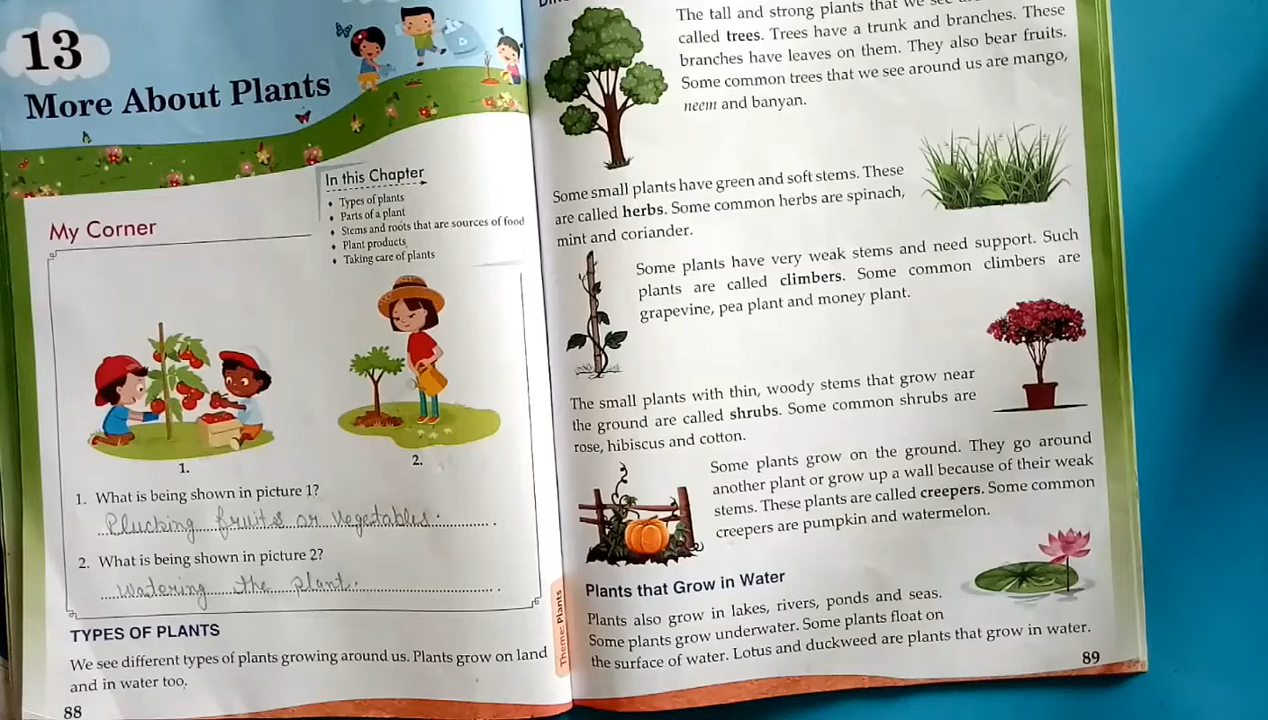 13
More About Plants
In this Chapter
• Types of plants
• Parts of a plant
• Stems and roots that are sources of food
• Plant products
• Taking care of plants
My Corner
1.
2.
1. What is being shown in picture 1?
Plucking fruits or vegetables.
2. What is being shown in picture 2?
Watering the plant.
TYPES OF PLANTS
We see different types of plants growing around us. Plants grow on land
and in water too.
88
The tall and strong plants that we see
called trees. Trees have a trunk and branches. These
branches have leaves on them. They also bear fruits.
Some common trees that we see around us are mango,
neem and banyan.
Some small plants have green and soft stems. These
are called herbs. Some common herbs are spinach,
mint and coriander.
Some plants have very weak stems and need support. Such
plants are called climbers. Some common climbers are
grapevine, pea plant and money plant.
The small plants with thin, woody stems that grow near
the ground are called shrubs. Some common shrubs are
rose, hibiscus and cotton.
Some plants grow on the ground. They go around
another plant or grow up a wall because of their weak
stems. These plants are called creepers. Some common
creepers are pumpkin and watermelon.
Plants that Grow in Water
Plants also grow in lakes, rivers, ponds and seas.
Some plants grow underwater. Some plants float on
the surface of water. Lotus and duckweed are plants that grow in water.
Theme: Plants
89